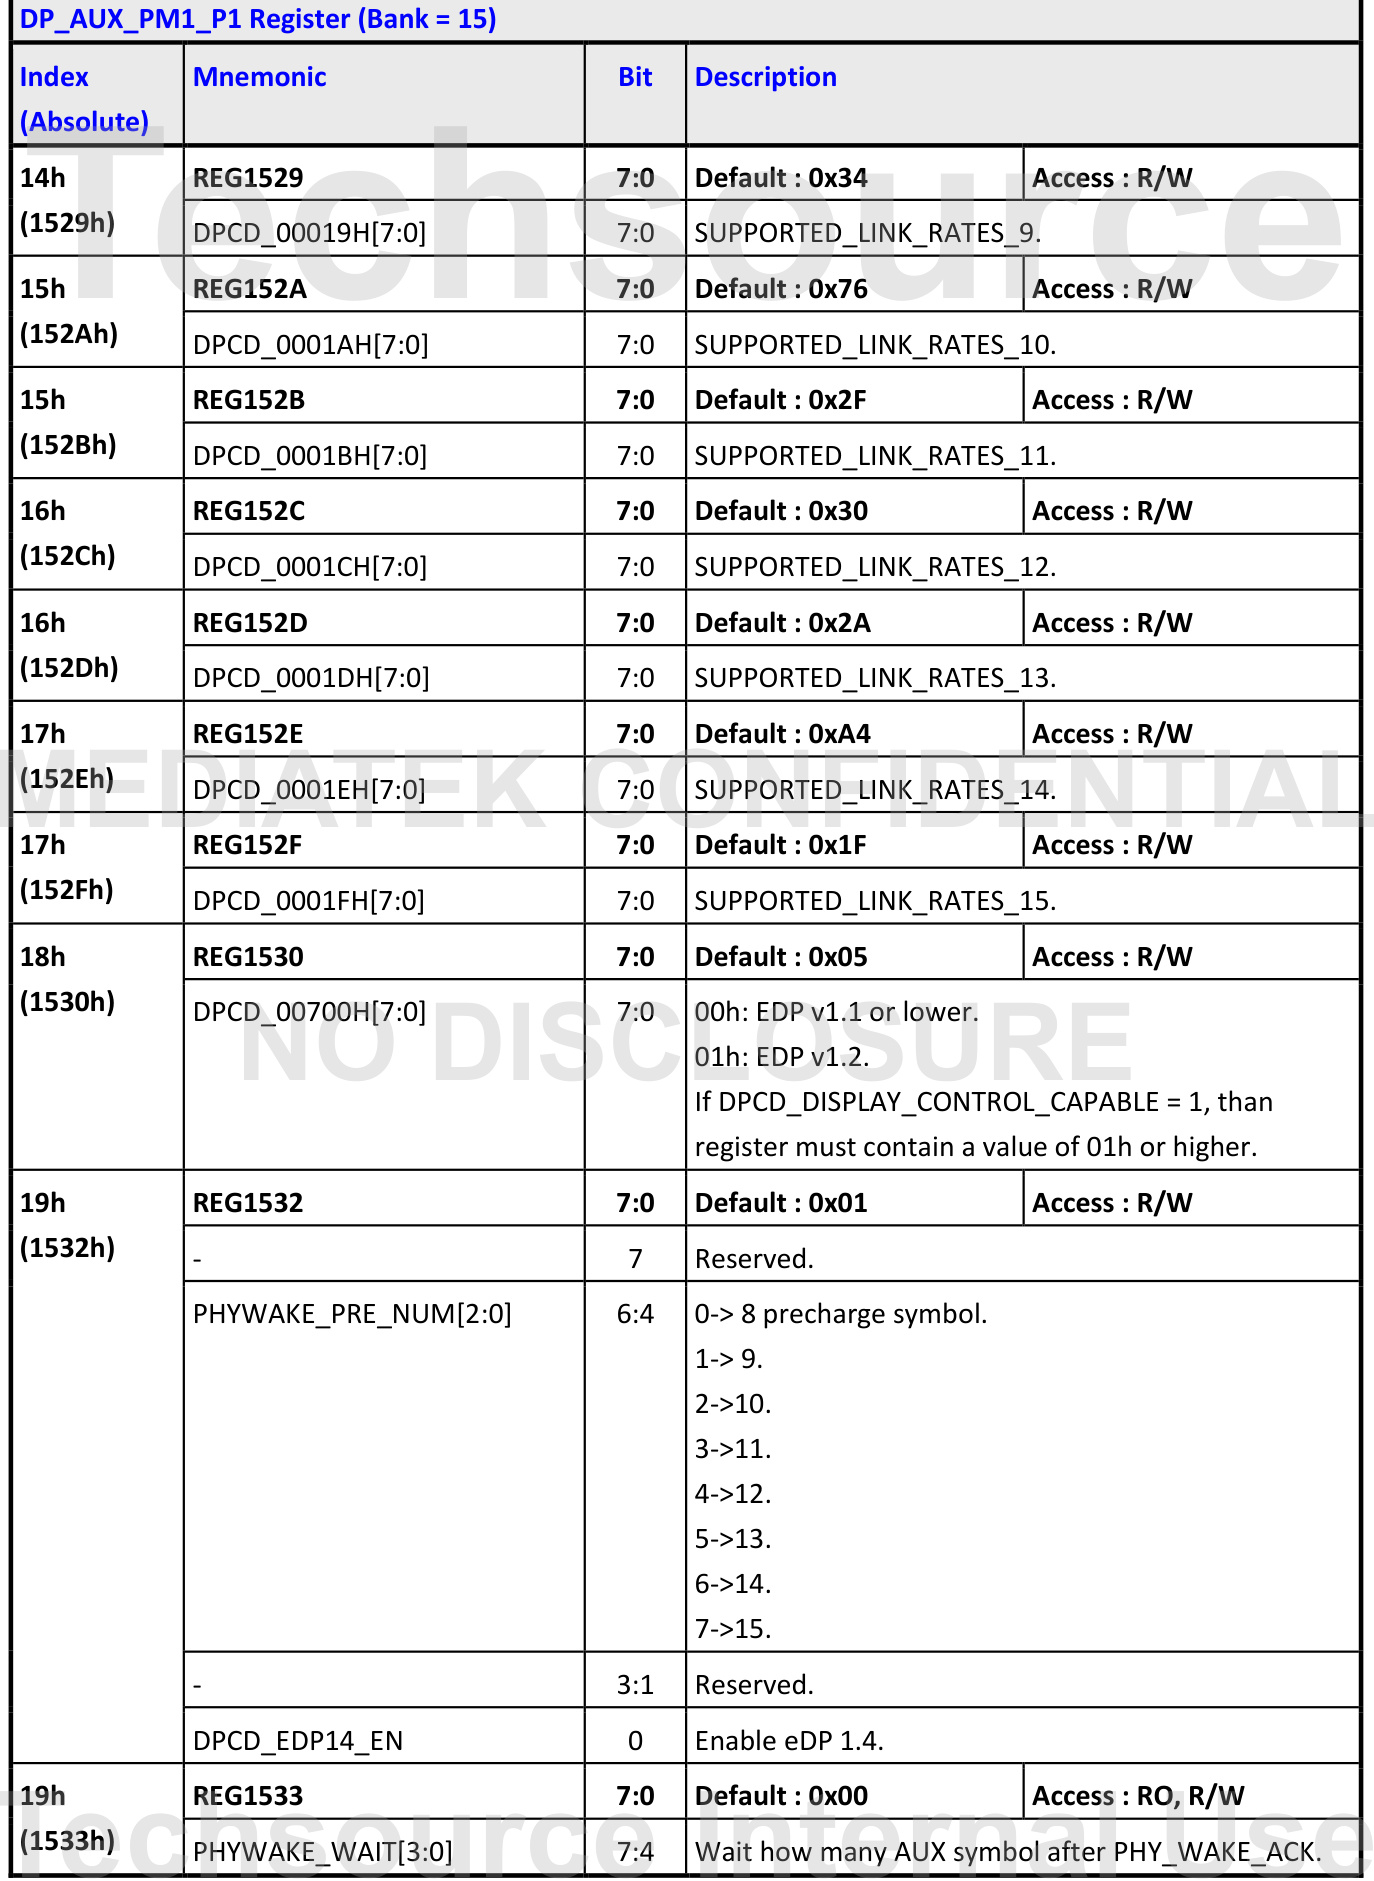 DP_AUX_PM1_P1 Register (Bank = 15)
Index (Absolute) Mnemonic Bit Description
14h (1529h) REG1529 7:0 Default : 0x34 Access : R/W
DPCD_00019H[7:0] 7:0 SUPPORTED_LINK_RATES_9.
15h (152Ah) REG152A 7:0 Default : 0x76 Access : R/W
DPCD_0001AH[7:0] 7:0 SUPPORTED_LINK_RATES_10.
15h (152Bh) REG152B 7:0 Default : 0x2F Access : R/W
DPCD_0001BH[7:0] 7:0 SUPPORTED_LINK_RATES_11.
16h (152Ch) REG152C 7:0 Default : 0x30 Access : R/W
DPCD_0001CH[7:0] 7:0 SUPPORTED_LINK_RATES_12.
16h (152Dh) REG152D 7:0 Default : 0x2A Access : R/W
DPCD_0001DH[7:0] 7:0 SUPPORTED_LINK_RATES_13.
17h (152Eh) REG152E 7:0 Default : 0xA4 Access : R/W
DPCD_0001EH[7:0] 7:0 SUPPORTED_LINK_RATES_14.
17h (152Fh) REG152F 7:0 Default : 0x1F Access : R/W
DPCD_0001FH[7:0] 7:0 SUPPORTED_LINK_RATES_15.
18h (1530h) REG1530 7:0 Default : 0x05 Access : R/W
DPCD_00700H[7:0] 7:0 00h: EDP v1.1 or lower.
01h: EDP v1.2.
If DPCD_DISPLAY_CONTROL_CAPABLE = 1, than
register must contain a value of 01h or higher.
19h (1532h) REG1532 7:0 Default : 0x01 Access : R/W
- 7 Reserved.
PHYWAKE_PRE_NUM[2:0] 6:4 0-> 8 precharge symbol.
1-> 9.
2->10.
3->11.
4->12.
5->13.
6->14.
7->15.
- 3:1 Reserved.
DPCD_EDP14_EN 0 Enable eDP 1.4.
19h (1533h) REG1533 7:0 Default : 0x00 Access : RO, R/W
PHYWAKE_WAIT[3:0] 7:4 Wait how many AUX symbol after PHY_WAKE_ACK.
Techsource
MEDIATEK CONFIDENTIAL
NO DISCLOSURE
Techsource Internal Use